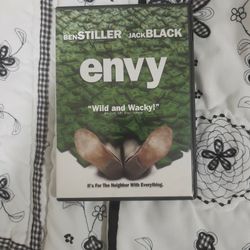 BEN STILLER JACK BLACK
envy
"Wild and Wacky!"
It's For The Neighbor With Everything.